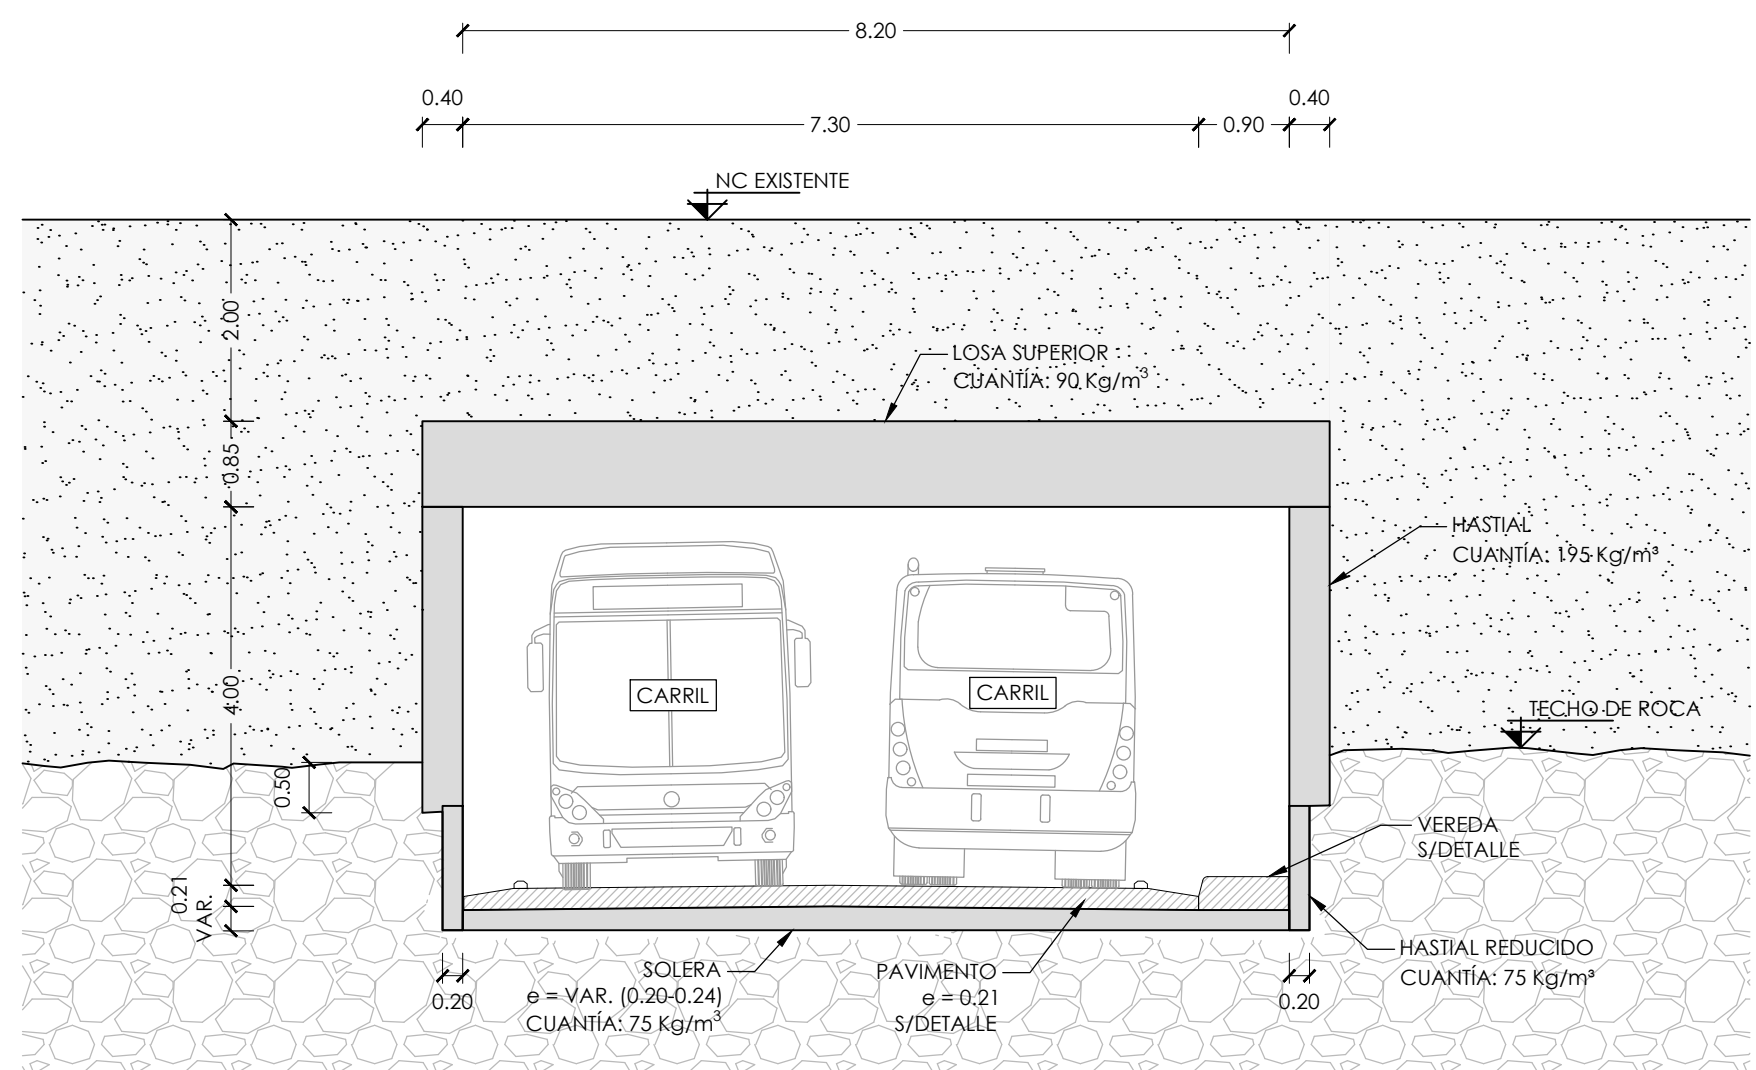 8.20
0.40
0.40
7.30
0.90
NC EXISTENTE
2.00
LOSA SUPERIOR
CUANTÍA: 90 Kg/m³
0.85
HASTIAL
CUANTÍA: 195 Kg/m³
4.00
CARRIL
CARRIL
TECHO DE ROCA
0.50
VEREDA
S/DETALLE
0.21
VAR.
HASTIAL REDUCIDO
CUANTÍA: 75 Kg/m³
SOLERA
e = VAR. (0.20-0.24)
CUANTÍA: 75 Kg/m³
PAVIMENTO
e = 0.21
S/DETALLE
0.20
0.20